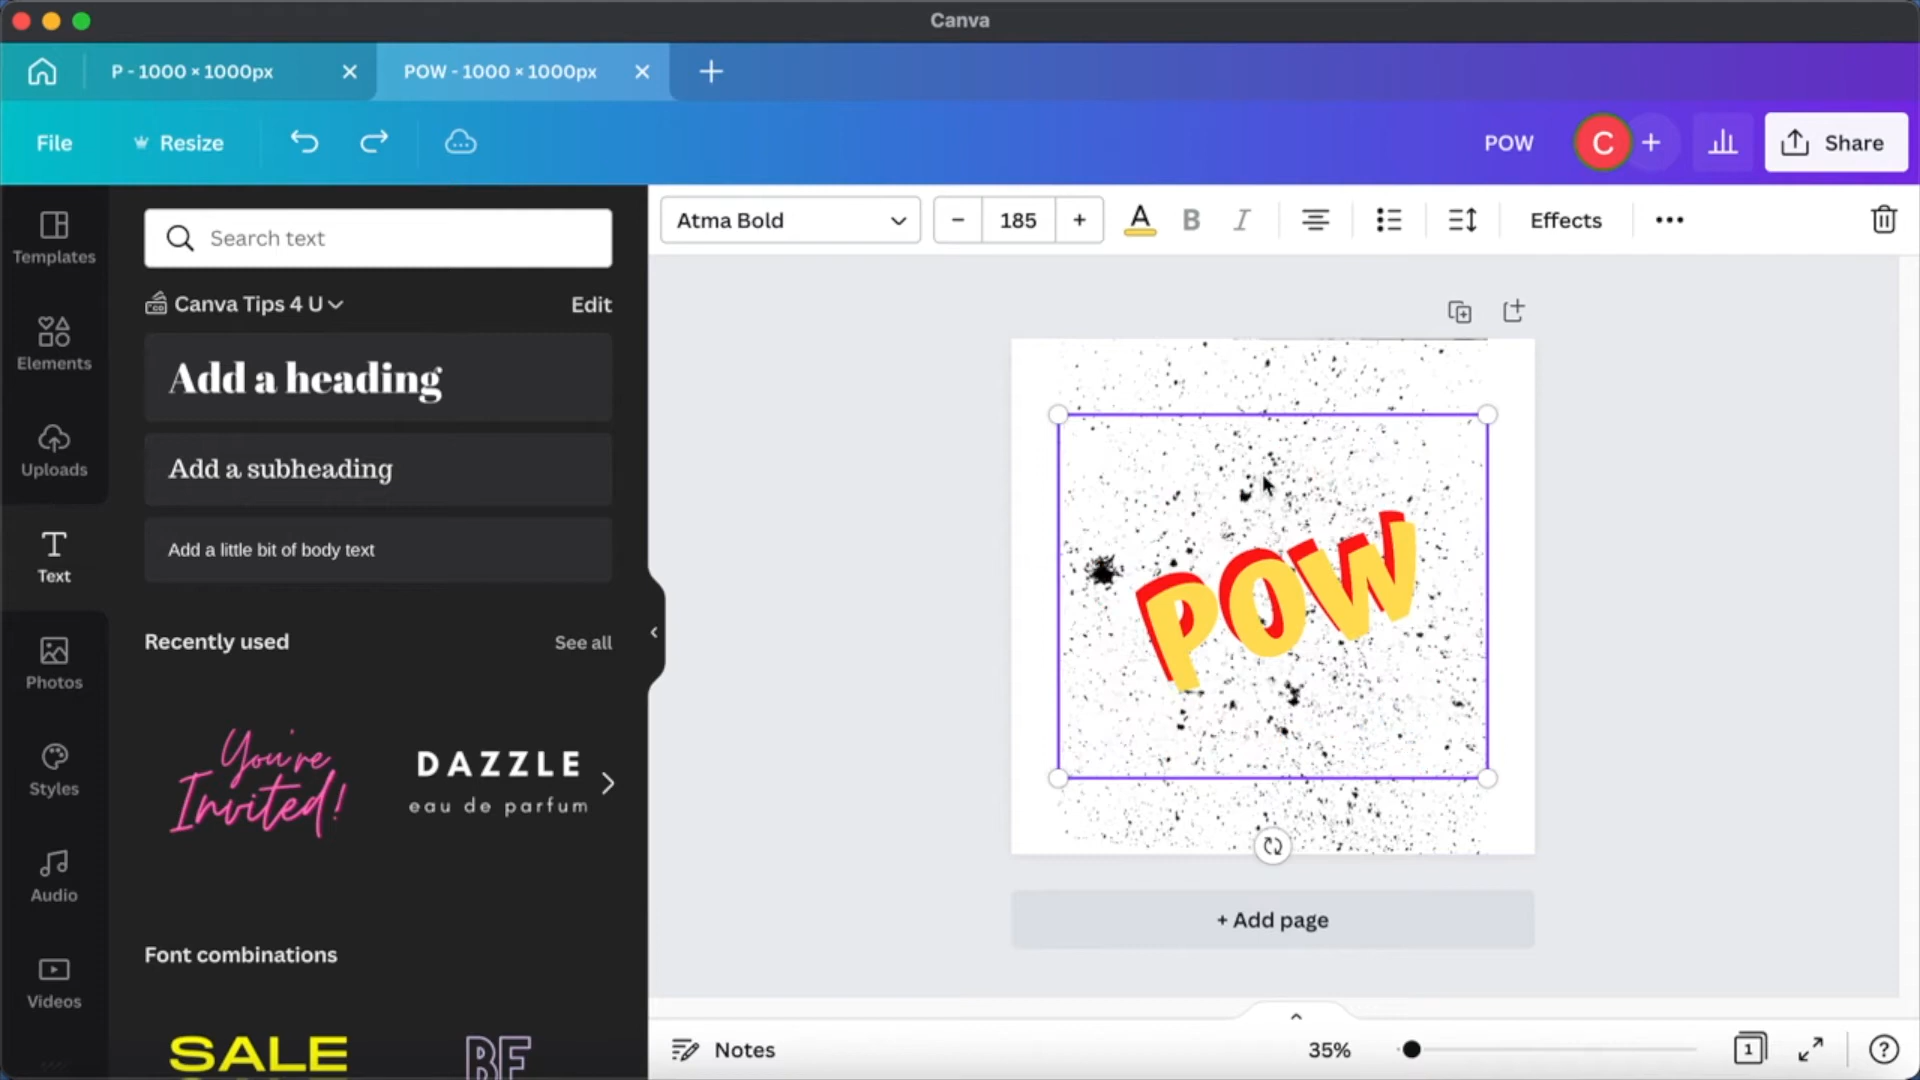 Canva
P - 1000 × 1000px
POW - 1000 × 1000px
File
Resize
POW
C
Share
Templates
Elements
Uploads
Text
Photos
Styles
Audio
Videos
Search text
Canva Tips 4 U
Edit
Add a heading
Add a subheading
Add a little bit of body text
Recently used
See all
You're
Invited!
DAZZLE
eau de parfum
Font combinations
SALE
BE
Atma Bold
185
A
B
I
Effects
POW
+ Add page
Notes
35%
1
?